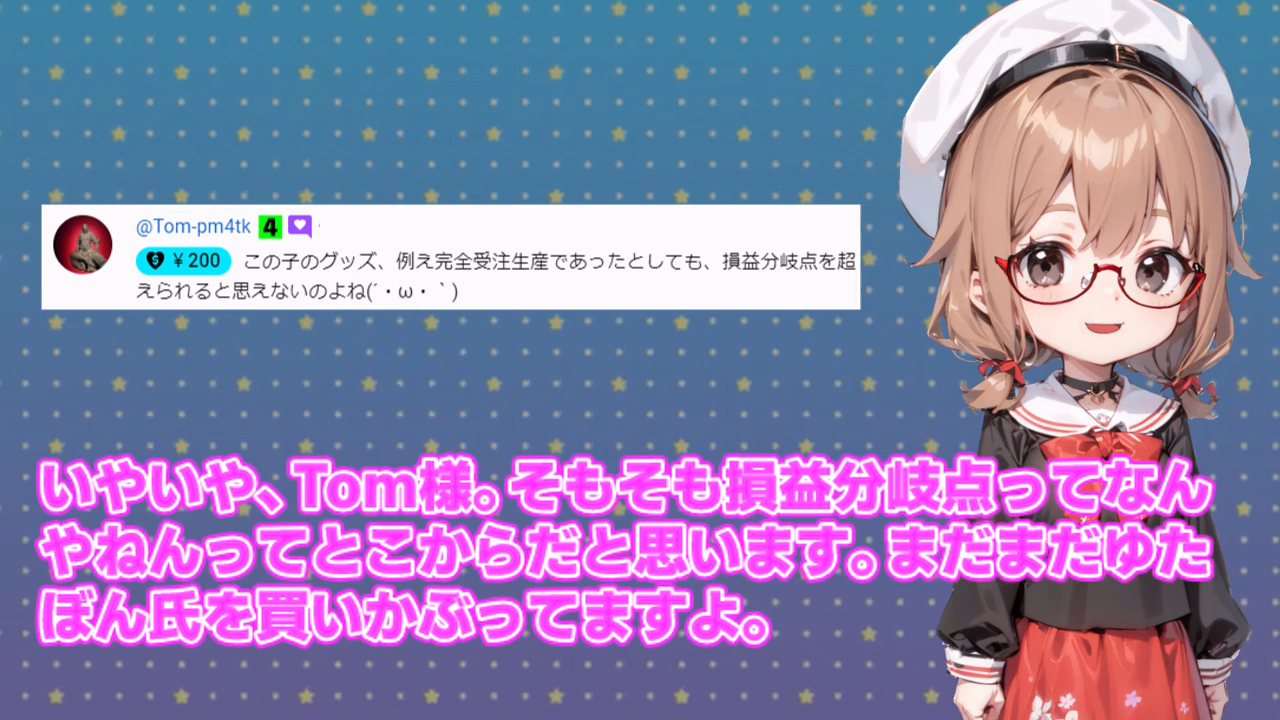 @Tom-pm4tk 4
¥200 この子のグッズ、例え完全受注生産であったとしても、損益分岐点を超
えられると思えないのよね(´・ω・｀)
いやいや、Tom様。そもそも損益分岐点ってなん
やねんってとこからだと思います。まだまだゆた
ぼん氏を買いかぶってますよ。